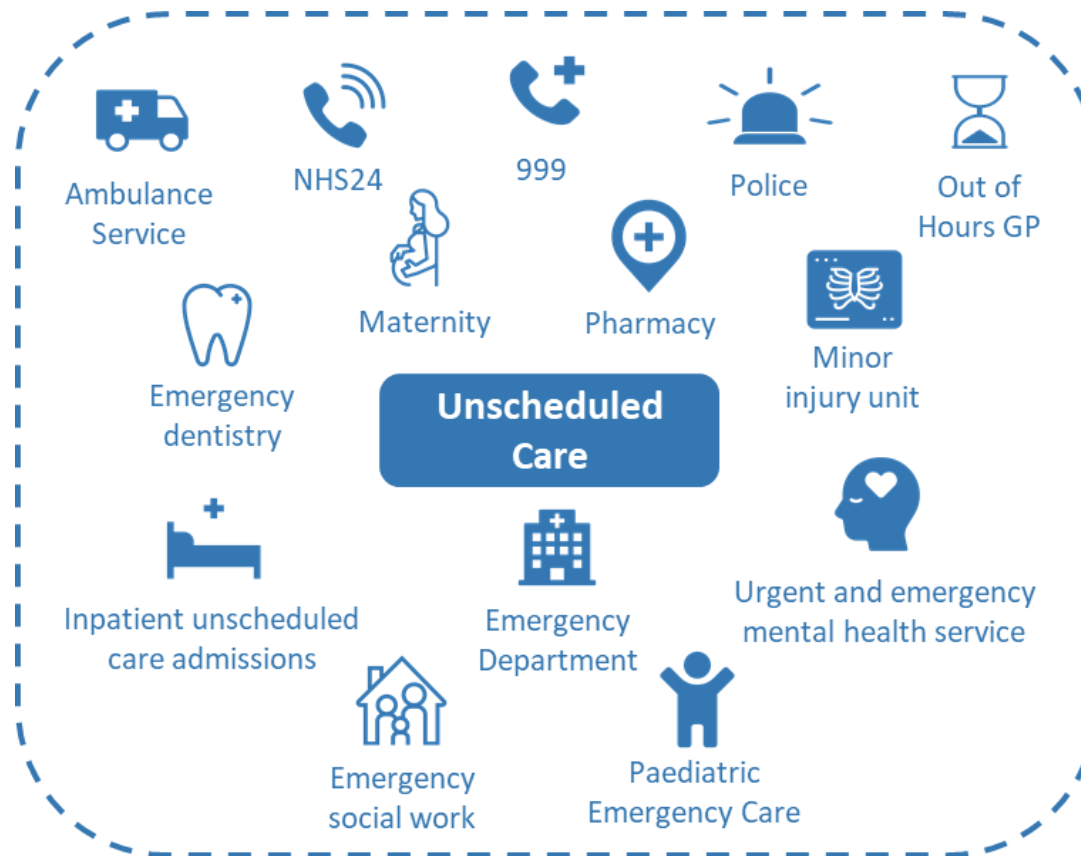 Ambulance
Service
NHS24
999
Police
Out of
Hours GP
Maternity
Pharmacy
Emergency
dentistry
Minor
injury unit
Unscheduled
Care
Inpatient unscheduled
care admissions
Emergency
Department
Urgent and emergency
mental health service
Emergency
social work
Paediatric
Emergency Care